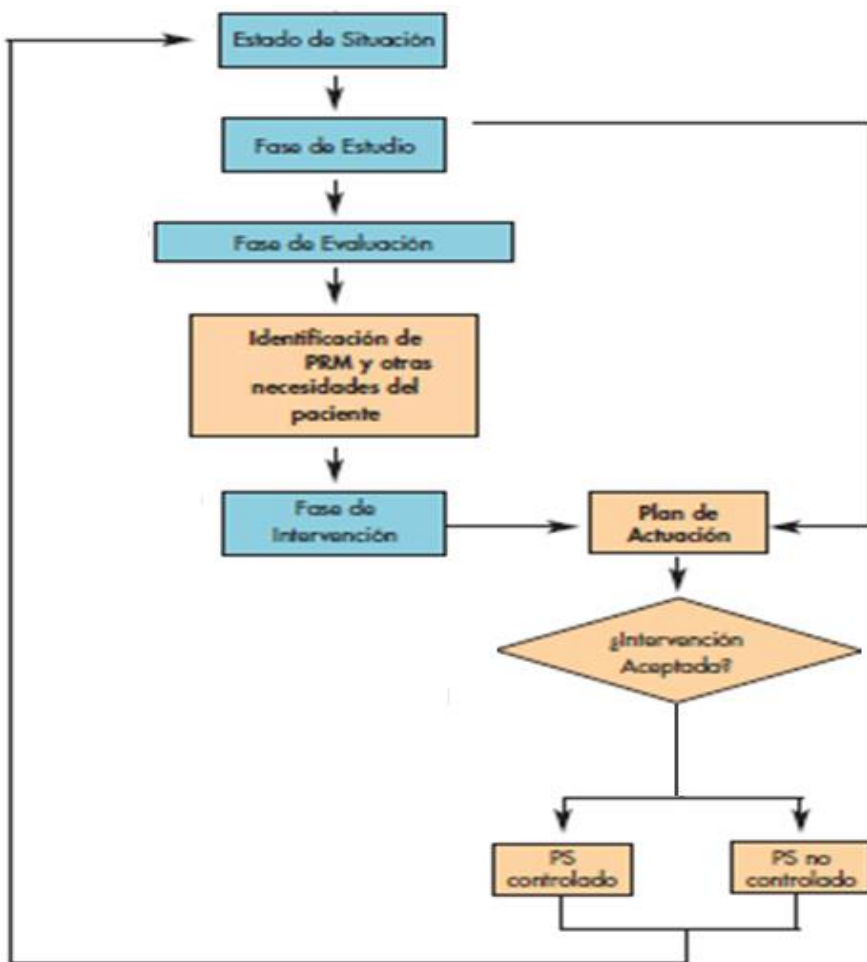 Estado de Situación
Fase de Estudio
Fase de Evaluación
Identificación de
PRM y otras
necesidades del
paciente
Fase de
Intervención
Plan de
Actuación
¿Intervención
Aceptada?
PS
controlado
PS no
controlado